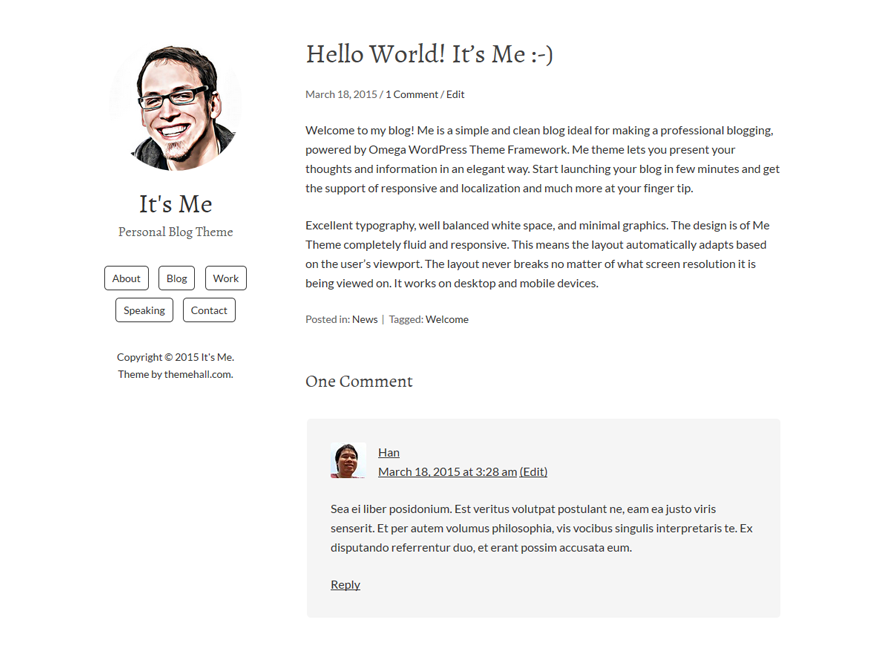 It's Me
Personal Blog Theme
About
Blog
Work
Speaking
Contact
Copyright © 2015 It's Me.
Theme by themehall.com.
Hello World! It’s Me :-)
March 18, 2015 / 1 Comment / Edit
Welcome to my blog! Me is a simple and clean blog ideal for making a professional blogging,
powered by Omega WordPress Theme Framework. Me theme lets you present your
thoughts and information in an elegant way. Start launching your blog in few minutes and get
the support of responsive and localization and much more at your finger tip.
Excellent typography, well balanced white space, and minimal graphics. The design is of Me
Theme completely fluid and responsive. This means the layout automatically adapts based
on the user’s viewport. The layout never breaks no matter of what screen resolution it is
being viewed on. It works on desktop and mobile devices.
Posted in: News | Tagged: Welcome
One Comment
Han
March 18, 2015 at 3:28 am (Edit)
Sea ei liber posidonium. Est veritus volutpat postulant ne, eam ea justo viris
senserit. Et per autem volumus philosophia, vis vocibus singulis interpretaris te. Ex
disputando referrentur duo, et erant possim accusata eum.
Reply